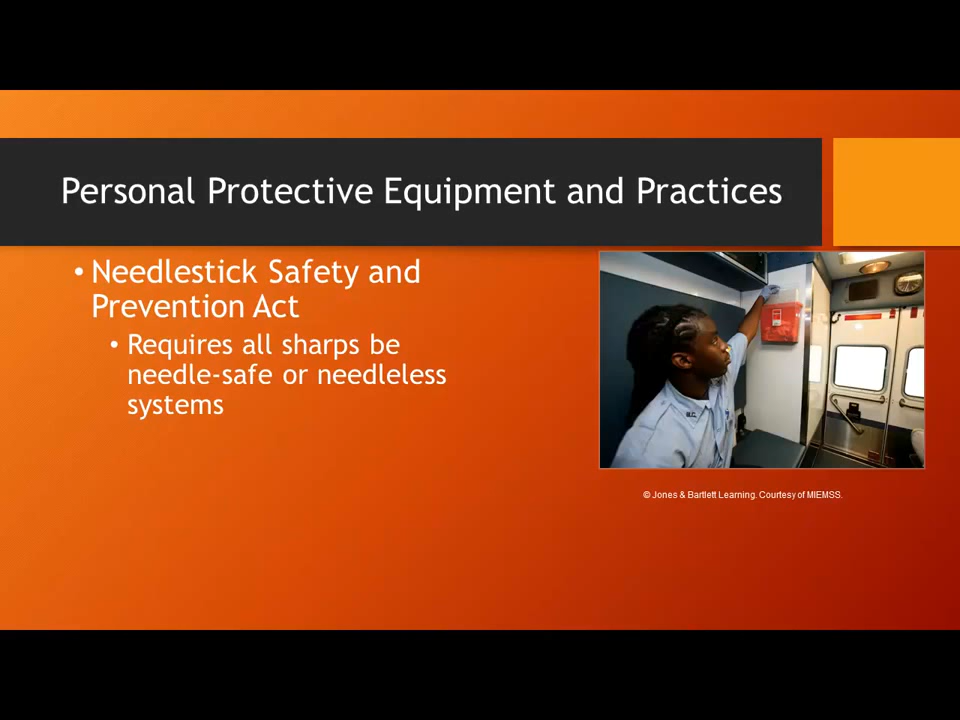 Personal Protective Equipment and Practices
• Needlestick Safety and
Prevention Act
• Requires all sharps be
needle-safe or needleless
systems
© Jones & Bartlett Learning. Courtesy of MIEMSS.